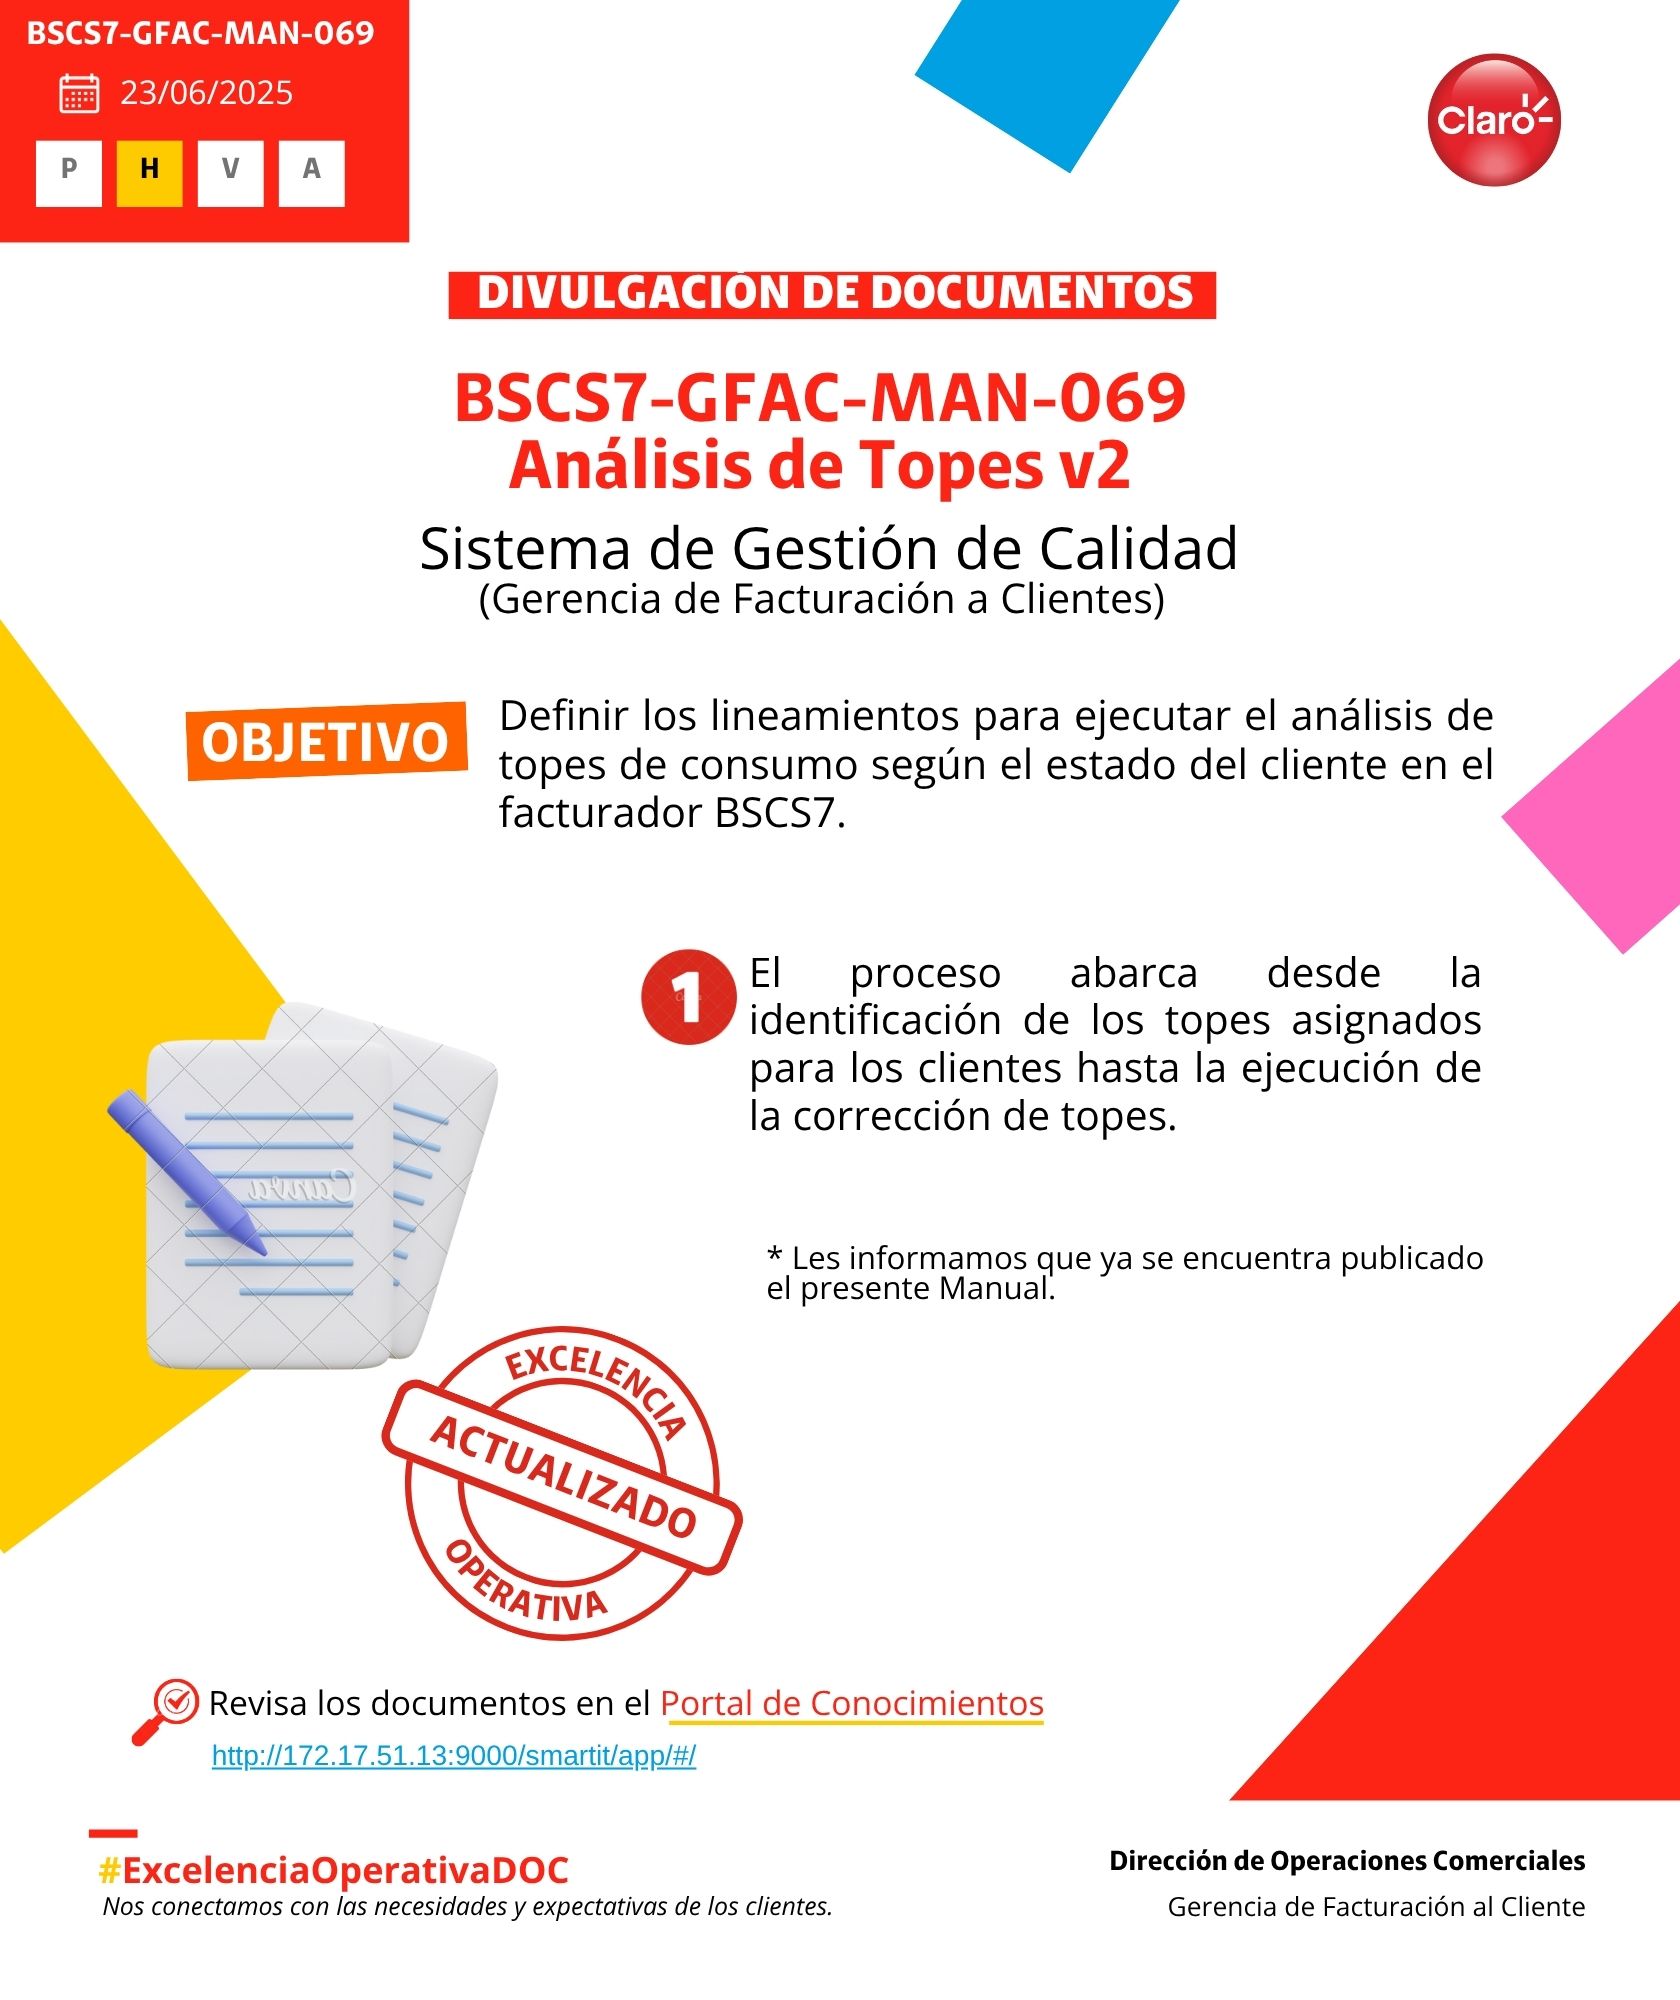 BSCS7-GFAC-MAN-069
23/06/2025
P H V A
Claro
DIVULGACIÓN DE DOCUMENTOS
BSCS7-GFAC-MAN-069
Análisis de Topes v2
Sistema de Gestión de Calidad
(Gerencia de Facturación a Clientes)
OBJETIVO
Definir los lineamientos para ejecutar el análisis de
topes de consumo según el estado del cliente en el
facturador BSCS7.
1
El proceso abarca desde la
identificación de los topes asignados
para los clientes hasta la ejecución de
la corrección de topes.
Canva
* Les informamos que ya se encuentra publicado
el presente Manual.
EXCELENCIA
ACTUALIZADO
OPERATIVA
Revisa los documentos en el Portal de Conocimientos
http://172.17.51.13:9000/smartit/app/#/
#ExcelenciaOperativaDOC
Nos conectamos con las necesidades y expectativas de los clientes.
Dirección de Operaciones Comerciales
Gerencia de Facturación al Cliente